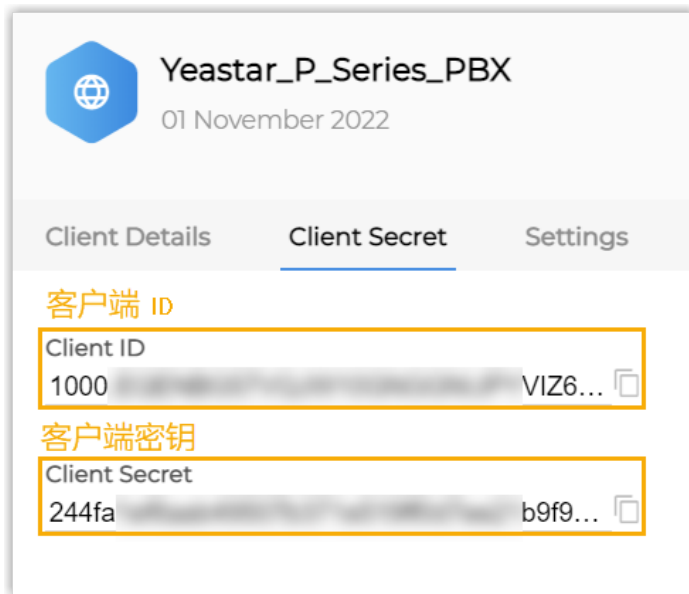 Yeastar_P_Series_PBX
01 November 2022
Client Details Client Secret Settings
客户端 ID
Client ID
1000 VIZ6...
客户端密钥
Client Secret
244fa b9f9...